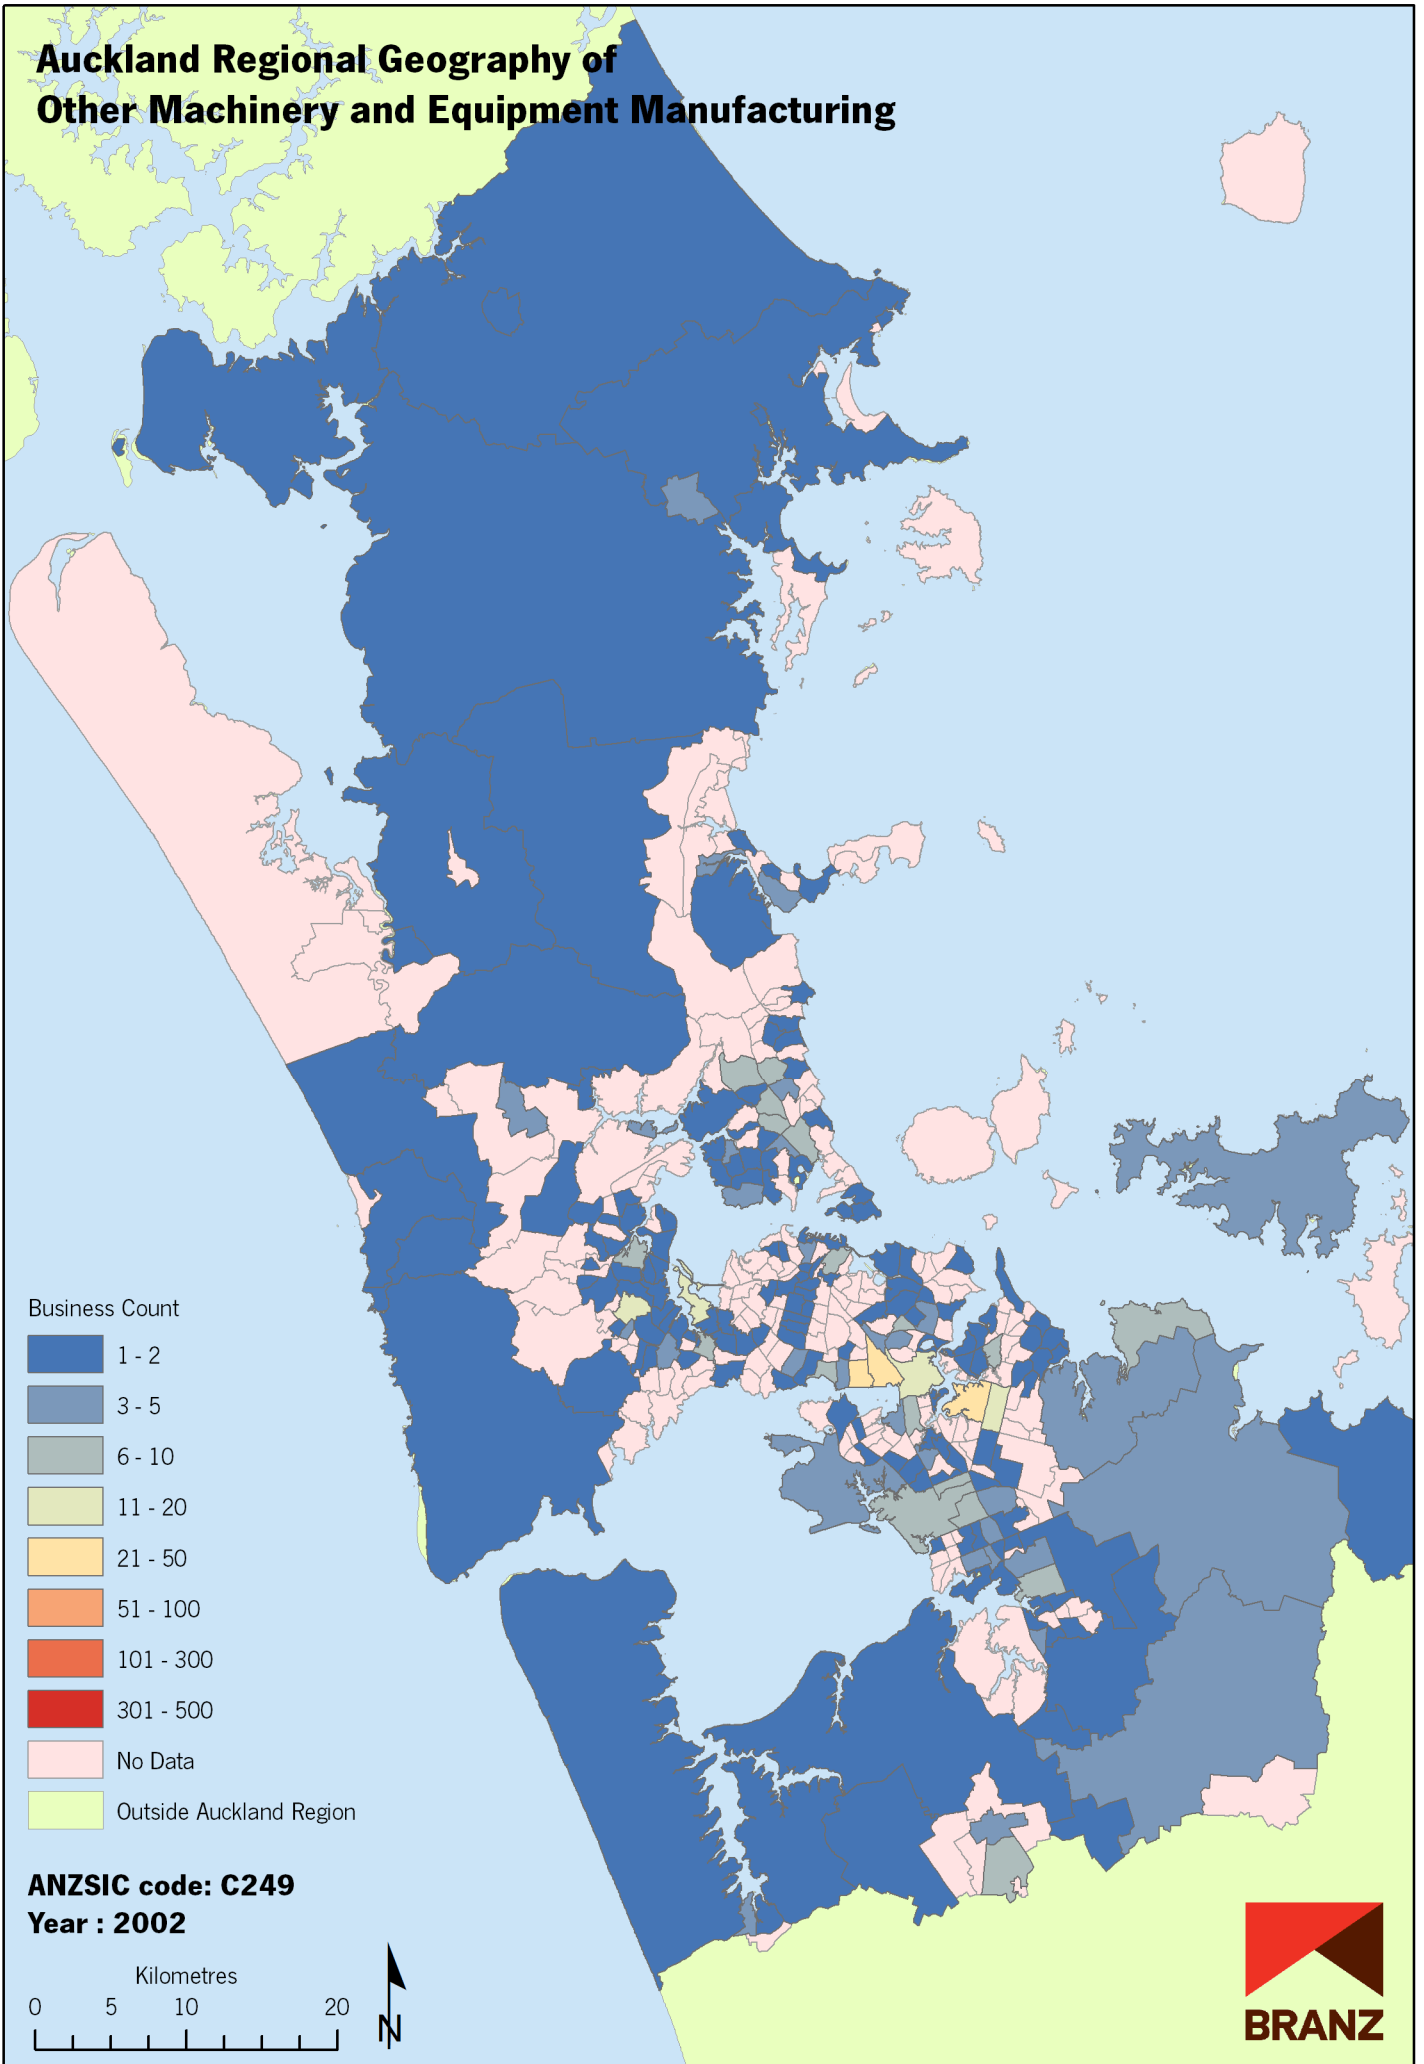 Auckland Regional Geography of
Other Machinery and Equipment Manufacturing
Business Count
1 - 2
3 - 5
6 - 10
11 - 20
21 - 50
51 - 100
101 - 300
301 - 500
No Data
Outside Auckland Region
ANZSIC code: C249
Year : 2002
Kilometres
0 5 10 20
N
BRANZ